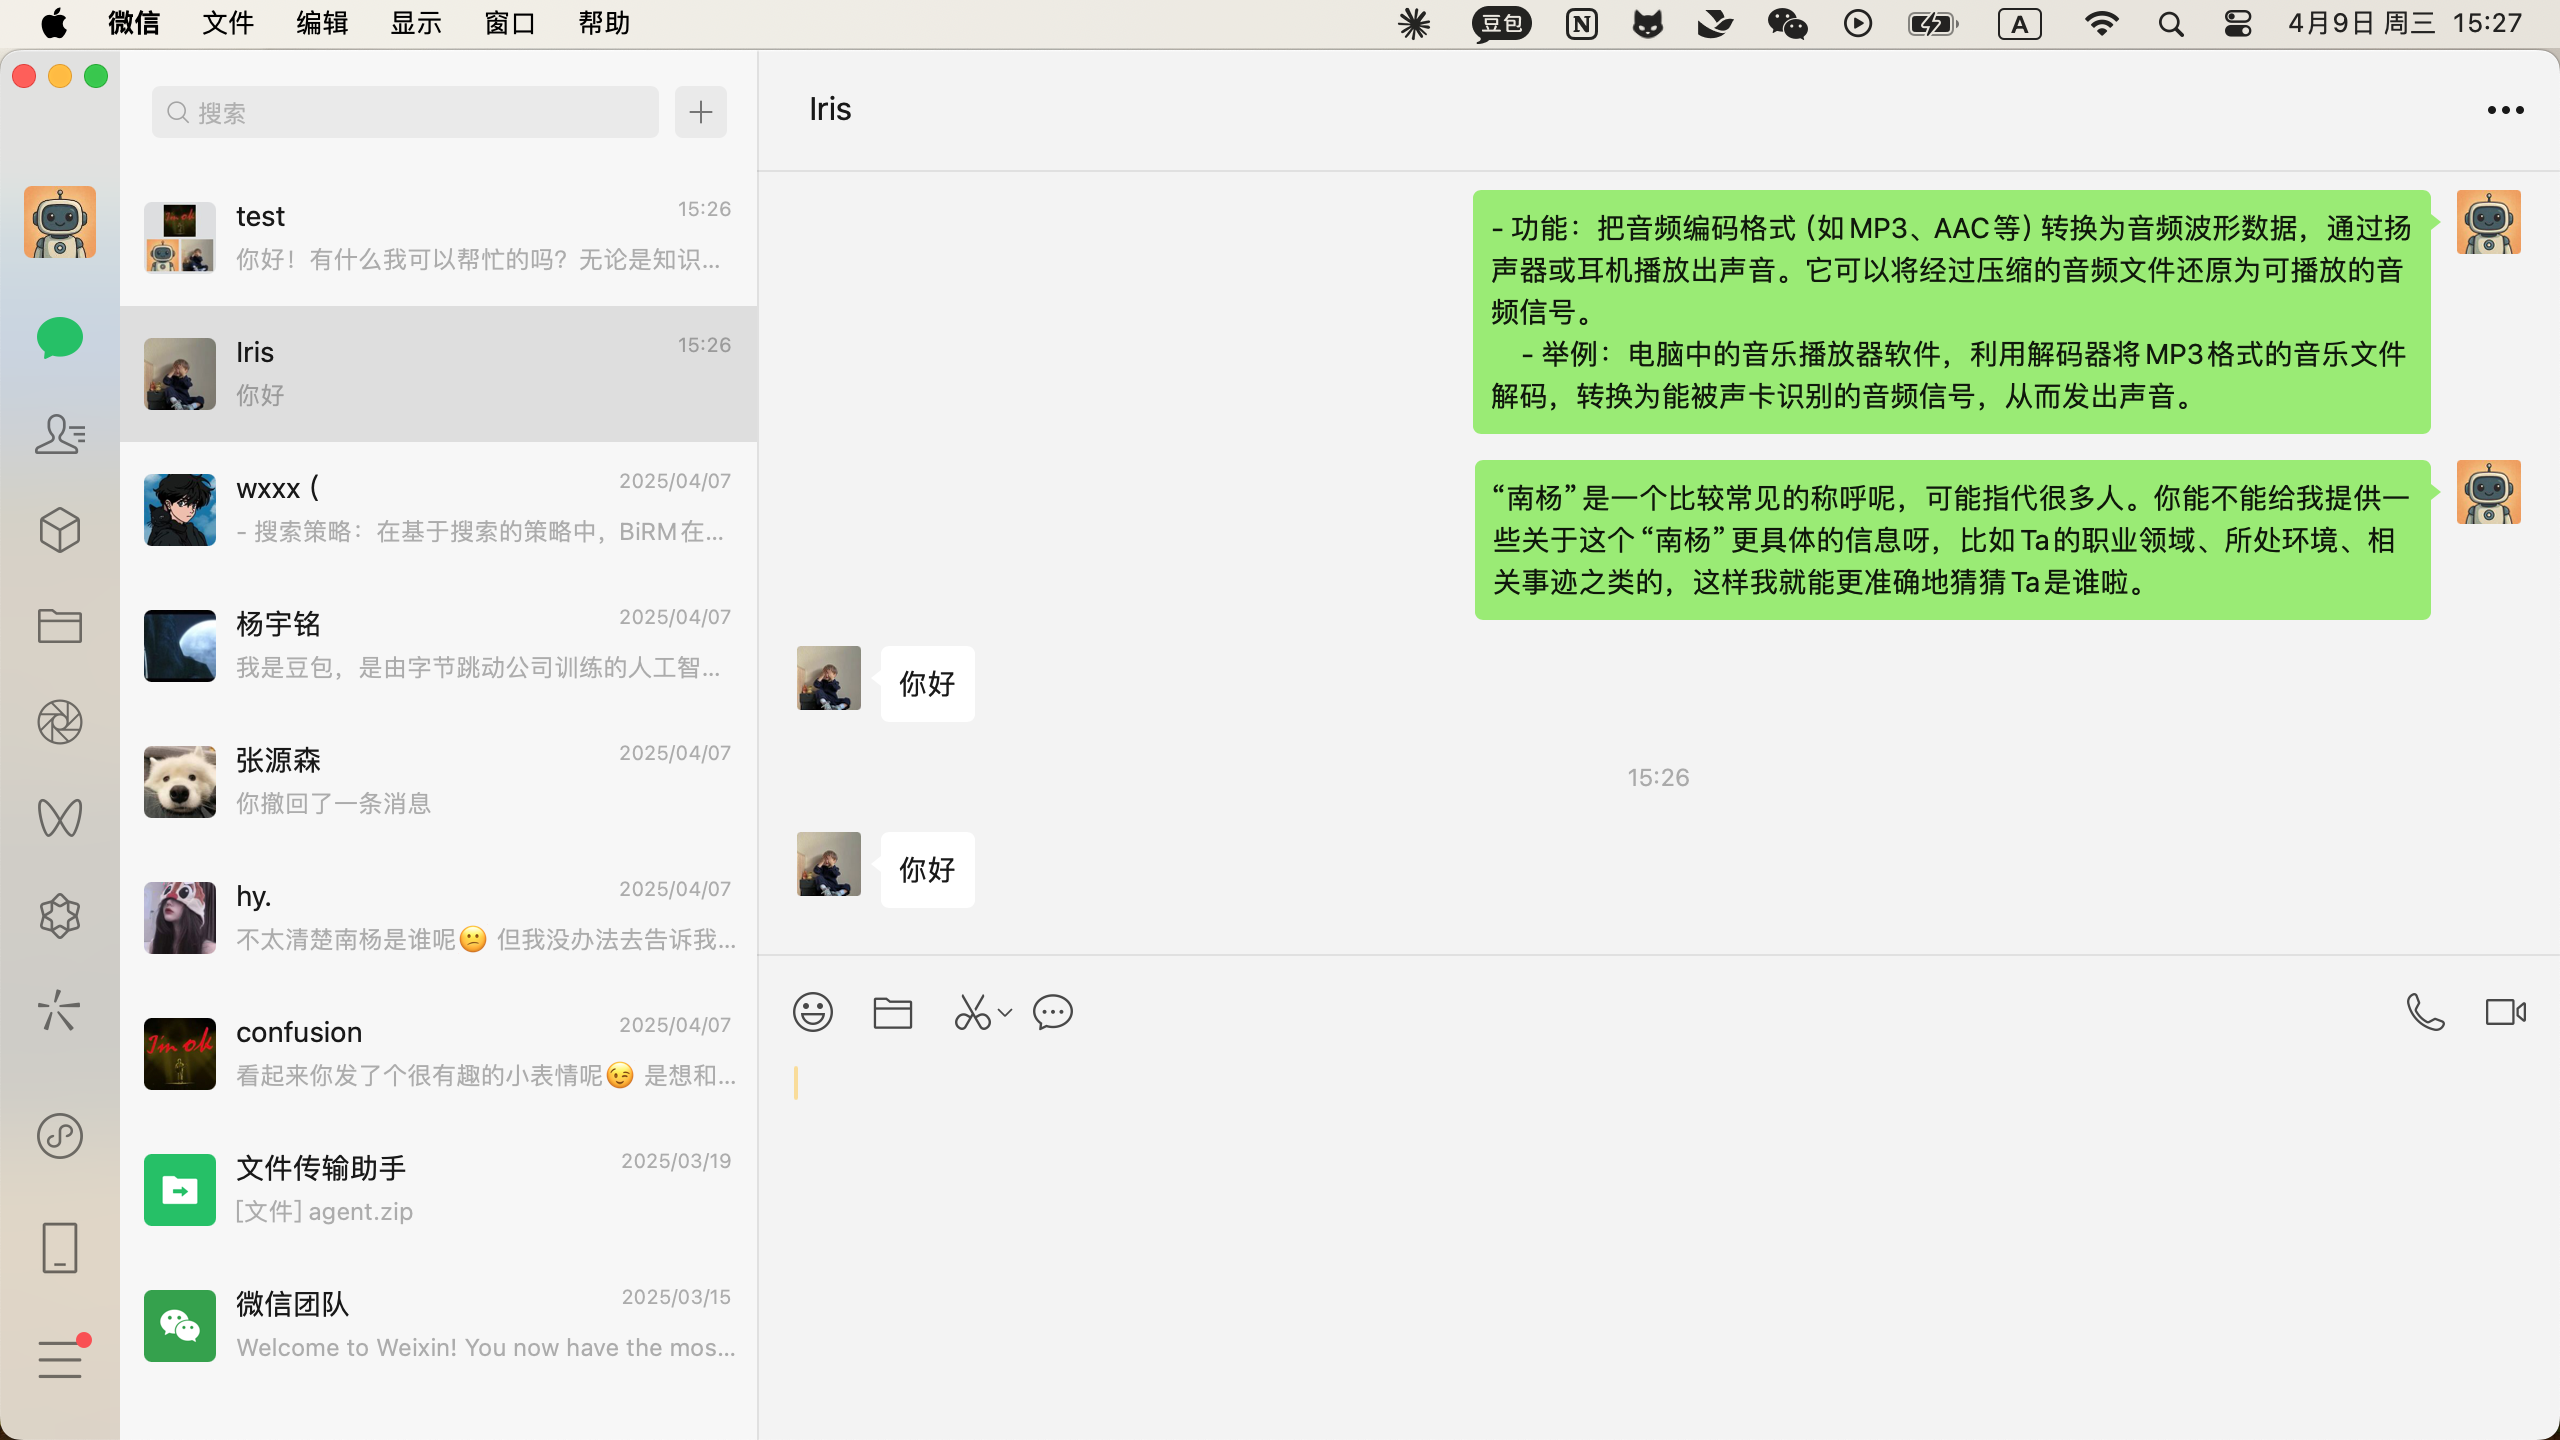 微信 文件 编辑 显示 窗口 帮助 豆包 N A 4月9日 周三 15:27
搜索
test 15:26
你好！有什么我可以帮忙的吗？无论是知识...
Iris 15:26
你好
wxxx ( 2025/04/07
- 搜索策略：在基于搜索的策略中，BiRM在...
杨宇铭 2025/04/07
我是豆包，是由字节跳动公司训练的人工智...
张源森 2025/04/07
你撤回了一条消息
hy. 2025/04/07
不太清楚南杨是谁呢😕 但我没办法去告诉我...
confusion 2025/04/07
I'm ok
看起来你发了个很有趣的小表情呢😉 是想和...
文件传输助手 2025/03/19
[文件] agent.zip
微信团队 2025/03/15
Welcome to Weixin! You now have the mos...
Iris
- 功能：把音频编码格式（如MP3、AAC等）转换为音频波形数据，通过扬
声器或耳机播放出声音。它可以将经过压缩的音频文件还原为可播放的音
频信号。
- 举例：电脑中的音乐播放器软件，利用解码器将MP3格式的音乐文件
解码，转换为能被声卡识别的音频信号，从而发出声音。
“南杨”是一个比较常见的称呼呢，可能指代很多人。你能不能给我提供一
些关于这个“南杨”更具体的信息呀，比如Ta的职业领域、所处环境、相
关事迹之类的，这样我就能更准确地猜猜Ta是谁啦。
你好
15:26
你好